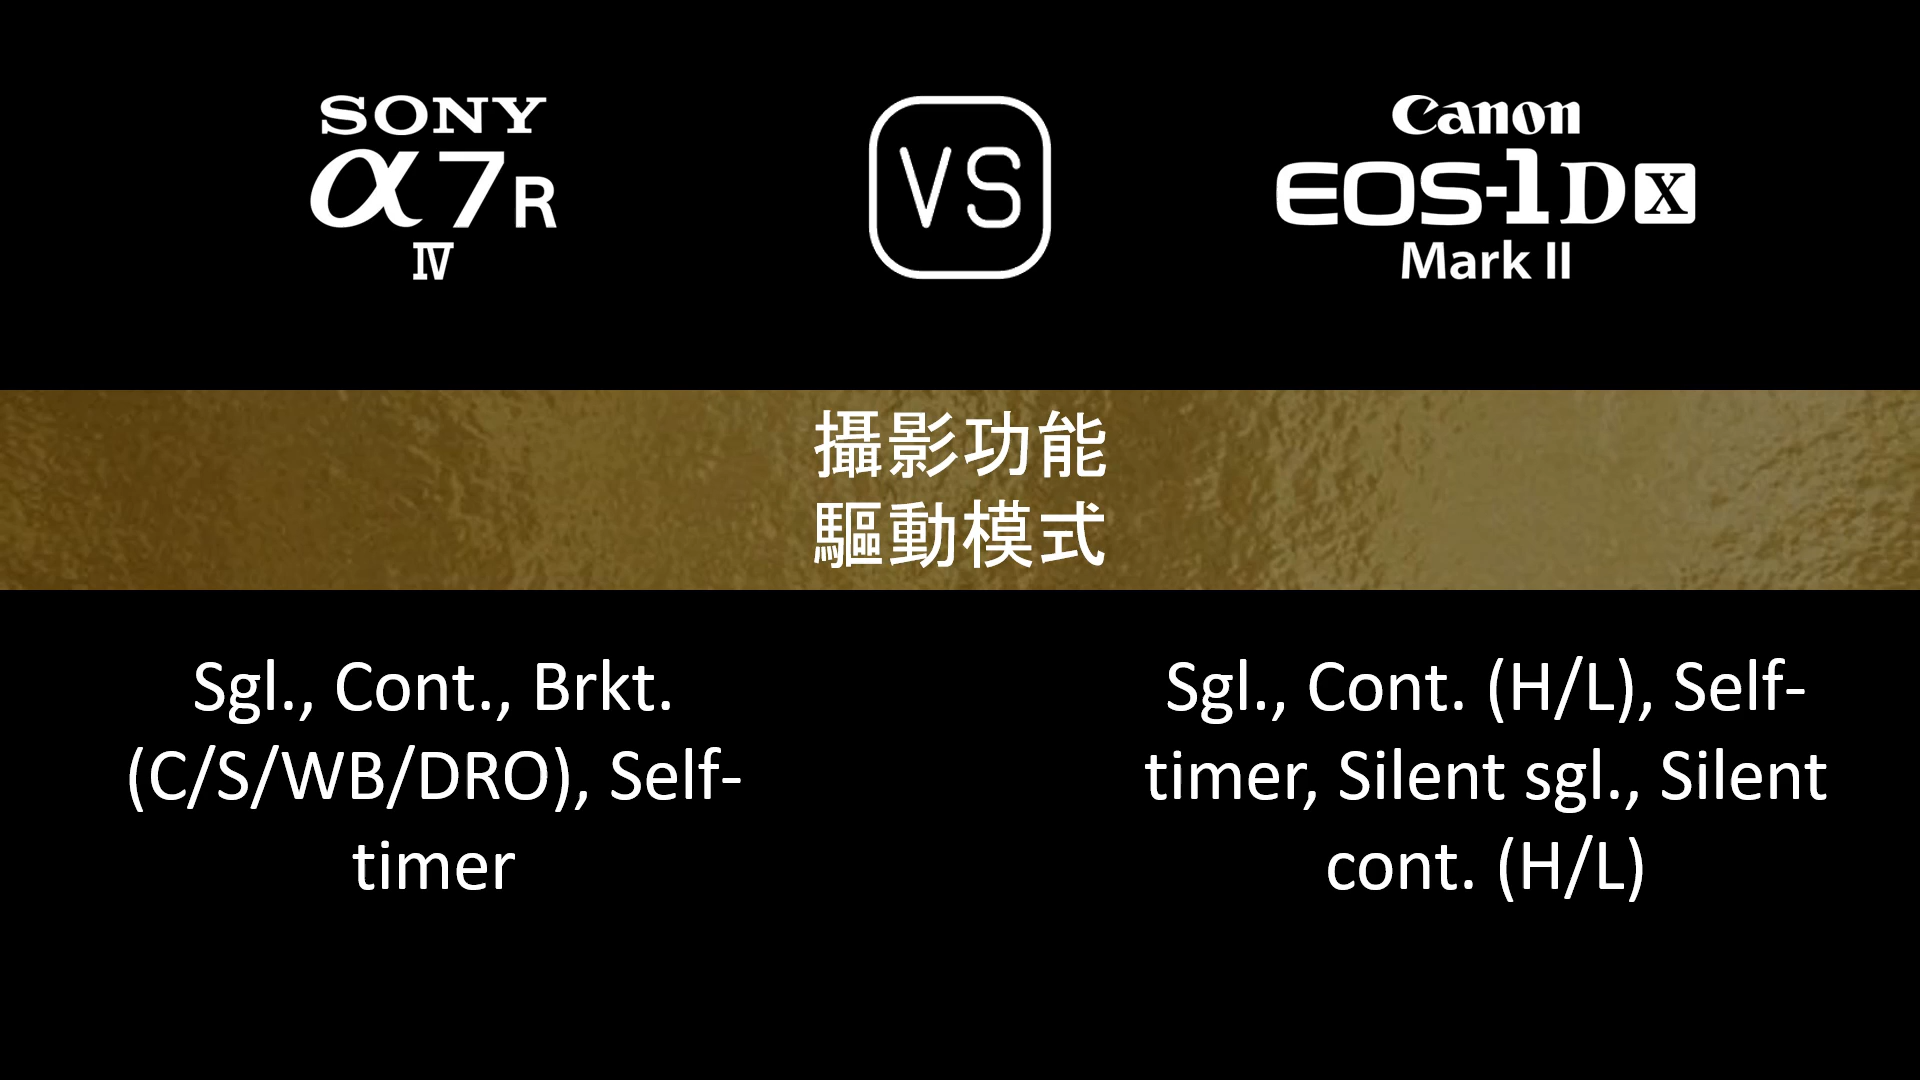 SONY
α7R
IV
VS
Canon
EOS-1DX
Mark II
攝影功能
驅動模式
Sgl., Cont., Brkt.
(C/S/WB/DRO), Self-
timer
Sgl., Cont. (H/L), Self-
timer, Silent sgl., Silent
cont. (H/L)